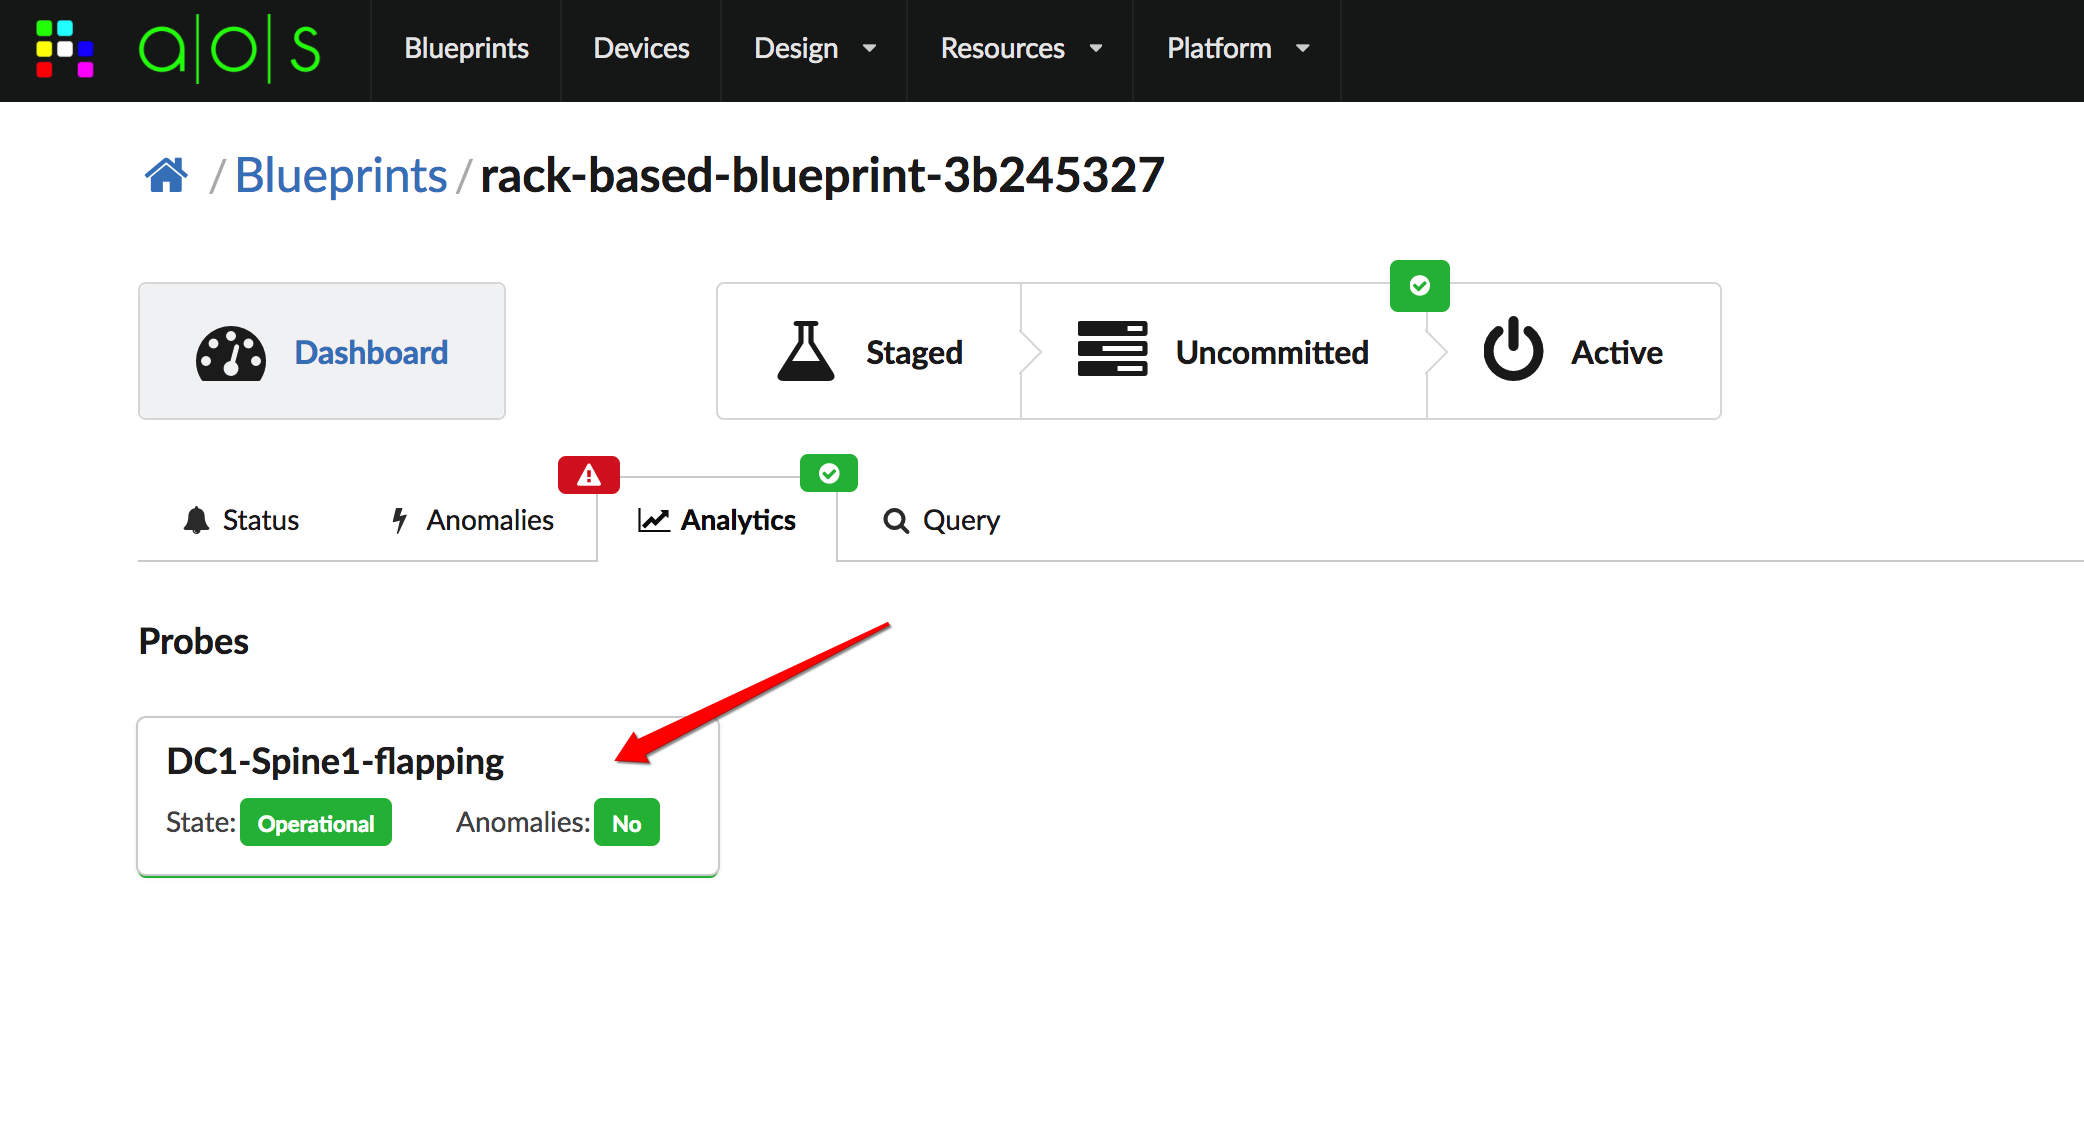 a|o|s Blueprints Devices Design Resources Platform
/ Blueprints / rack-based-blueprint-3b245327
Dashboard Staged Uncommitted Active
Status Anomalies Analytics Query
Probes
DC1-Spine1-flapping
State: Operational Anomalies: No